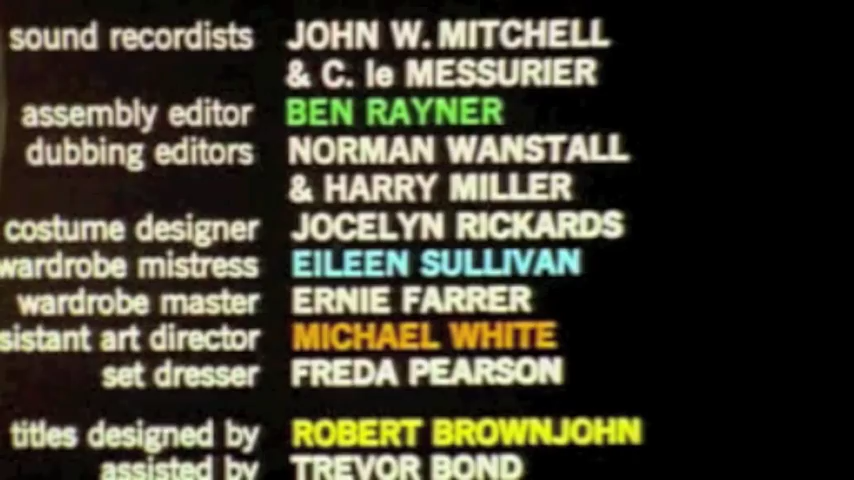 sound recordists JOHN W. MITCHELL
& C. le MESSURIER
assembly editor BEN RAYNER
dubbing editors NORMAN WANSTALL
& HARRY MILLER
costume designer JOCELYN RICKARDS
wardrobe mistress EILEEN SULLIVAN
wardrobe master ERNIE FARRER
sistant art director MICHAEL WHITE
set dresser FREDA PEARSON
titles designed by ROBERT BROWNJOHN
assisted by TREVOR BOND